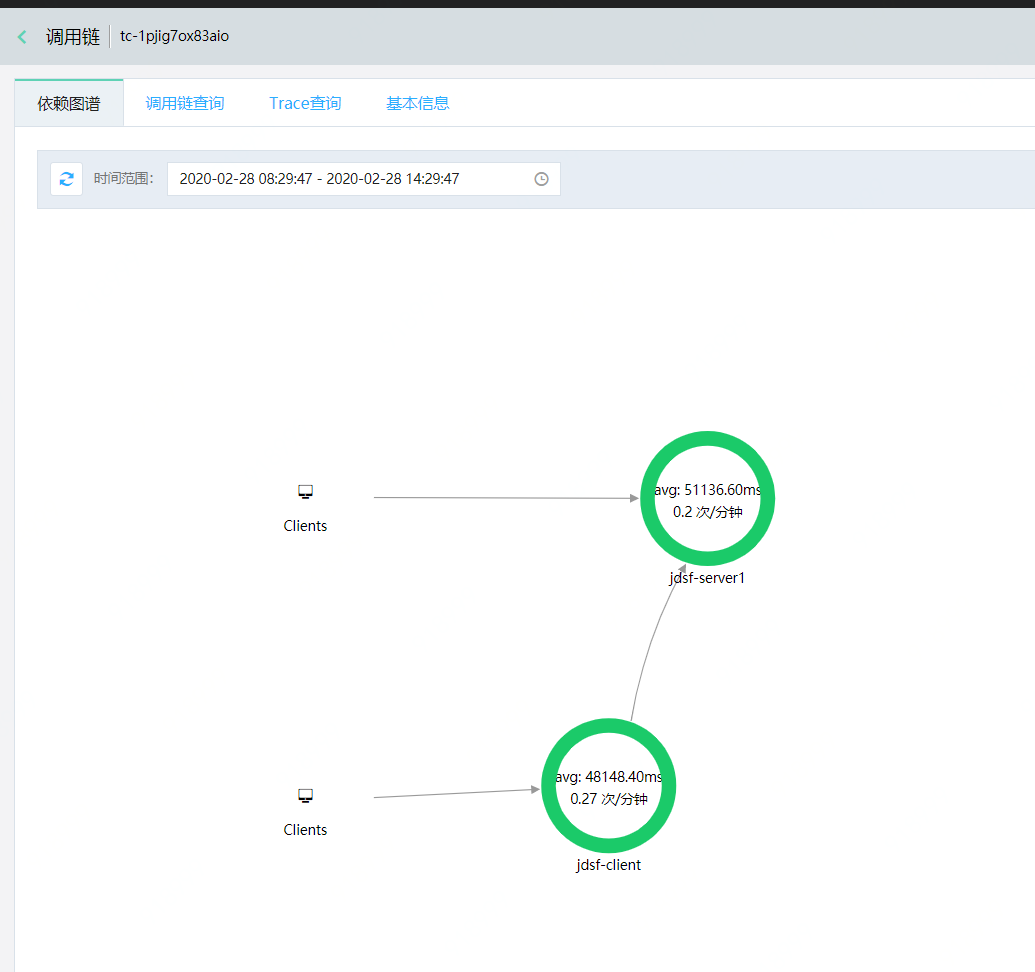 调用链 tc-1pjig7ox83aio
依赖图谱 调用链查询 Trace查询 基本信息
时间范围: 2020-02-28 08:29:47 - 2020-02-28 14:29:47
avg: 51136.60ms
0.2 次/分钟
Clients
jdsf-server1
avg: 48148.40ms
0.27 次/分钟
Clients
jdsf-client